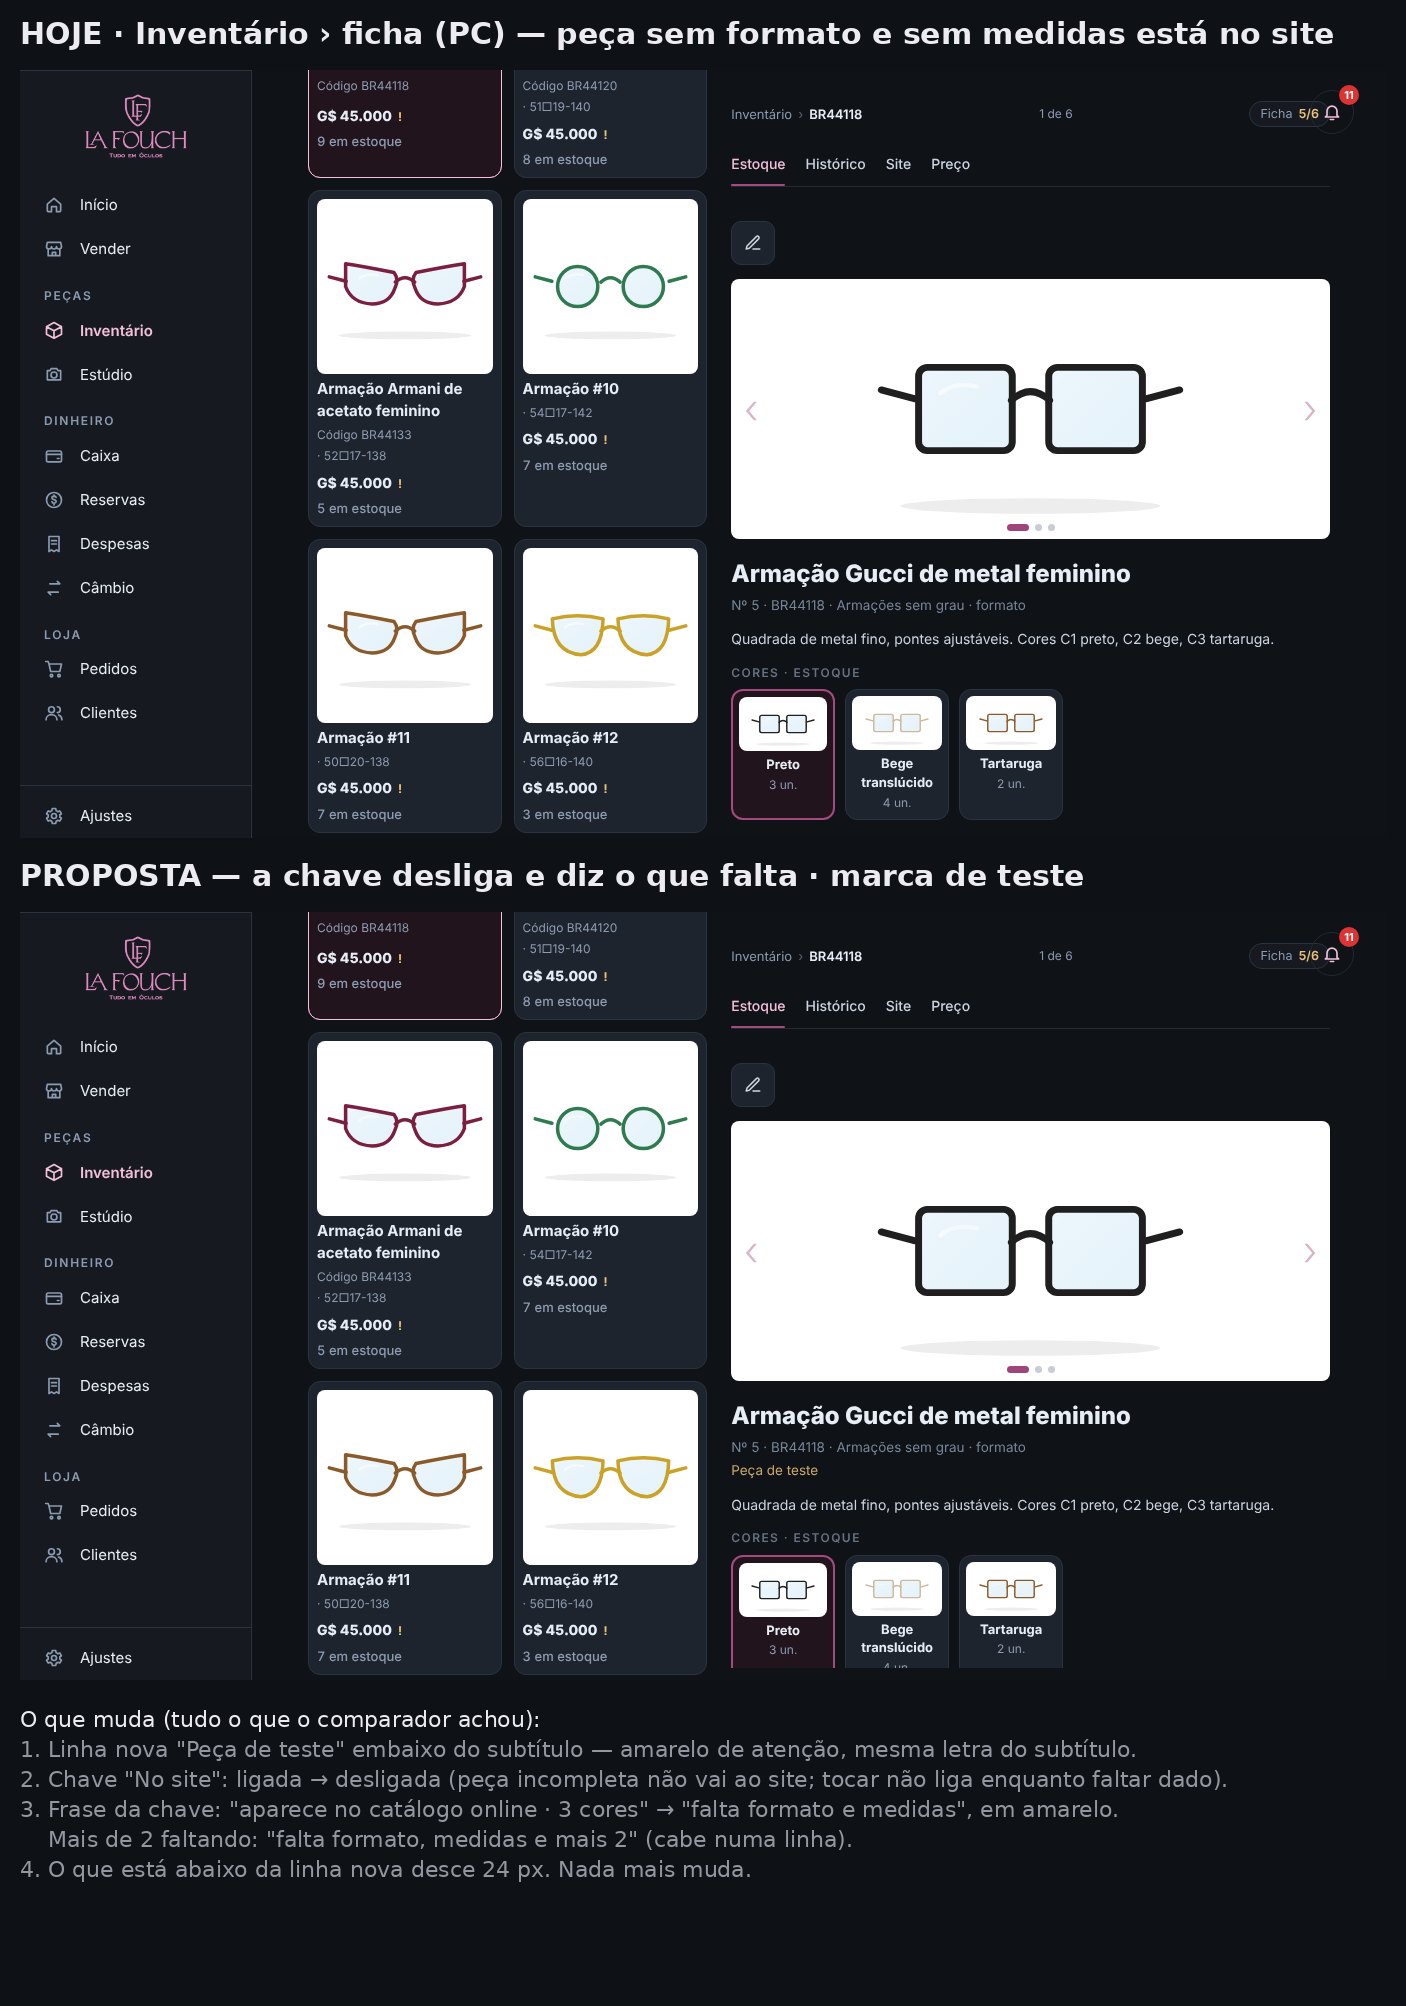 HOJE · Inventário › ficha (PC) — peça sem formato e sem medidas está no site
LF
LA FOUCH
Tudo em Óculos
Início
Vender
PEÇAS
Inventário
Estúdio
DINHEIRO
Caixa
Reservas
Despesas
Câmbio
LOJA
Pedidos
Clientes
Ajustes
Código BR44118
G$ 45.000 !
9 em estoque
Código BR44120
· 51□19-140
G$ 45.000 !
8 em estoque
Armação Armani de
acetato feminino
Código BR44133
· 52□17-138
G$ 45.000 !
5 em estoque
Armação #10
· 54□17-142
G$ 45.000 !
7 em estoque
Armação #11
· 50□20-138
G$ 45.000 !
7 em estoque
Armação #12
· 56□16-140
G$ 45.000 !
3 em estoque
Inventário › BR44118
1 de 6
Ficha 5/6
11
Estoque Histórico Site Preço
Armação Gucci de metal feminino
Nº 5 · BR44118 · Armações sem grau · formato
Quadrada de metal fino, pontes ajustáveis. Cores C1 preto, C2 bege, C3 tartaruga.
CORES · ESTOQUE
Preto
3 un.
Bege
translúcido
4 un.
Tartaruga
2 un.
PROPOSTA — a chave desliga e diz o que falta · marca de teste
LF
LA FOUCH
Tudo em Óculos
Início
Vender
PEÇAS
Inventário
Estúdio
DINHEIRO
Caixa
Reservas
Despesas
Câmbio
LOJA
Pedidos
Clientes
Ajustes
Código BR44118
G$ 45.000 !
9 em estoque
Código BR44120
· 51□19-140
G$ 45.000 !
8 em estoque
Armação Armani de
acetato feminino
Código BR44133
· 52□17-138
G$ 45.000 !
5 em estoque
Armação #10
· 54□17-142
G$ 45.000 !
7 em estoque
Armação #11
· 50□20-138
G$ 45.000 !
7 em estoque
Armação #12
· 56□16-140
G$ 45.000 !
3 em estoque
Inventário › BR44118
1 de 6
Ficha 5/6
11
Estoque Histórico Site Preço
Armação Gucci de metal feminino
Nº 5 · BR44118 · Armações sem grau · formato
Peça de teste
Quadrada de metal fino, pontes ajustáveis. Cores C1 preto, C2 bege, C3 tartaruga.
CORES · ESTOQUE
Preto
3 un.
Bege
translúcido
4 un.
Tartaruga
2 un.
O que muda (tudo o que o comparador achou):
1. Linha nova "Peça de teste" embaixo do subtítulo — amarelo de atenção, mesma letra do subtítulo.
2. Chave "No site": ligada → desligada (peça incompleta não vai ao site; tocar não liga enquanto faltar dado).
3. Frase da chave: "aparece no catálogo online · 3 cores" → "falta formato e medidas", em amarelo.
Mais de 2 faltando: "falta formato, medidas e mais 2" (cabe numa linha).
4. O que está abaixo da linha nova desce 24 px. Nada mais muda.